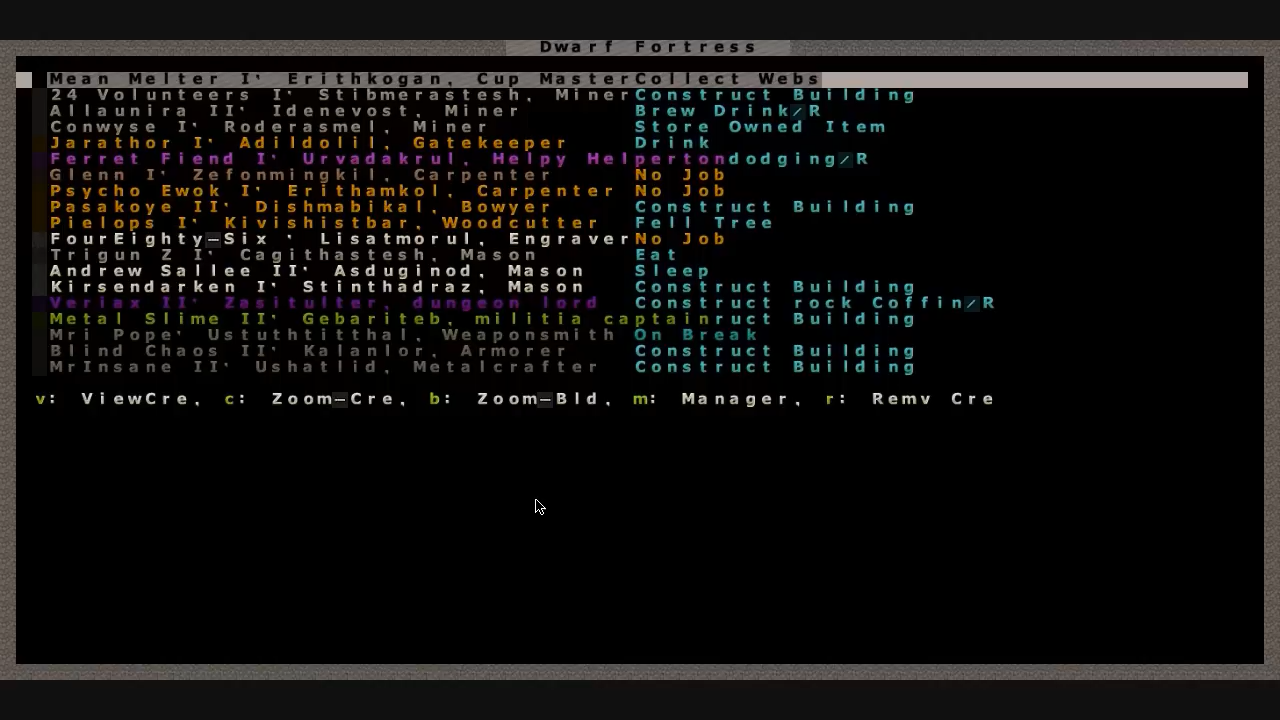 Dwarf Fortress
Mean Melter I' Erithkogan, Cup Master Collect Webs
24 Volunteers I' Stibmerastesh, Miner Construct Building
Allaunira II' Idenevost, Miner Brew Drink/R
Conwyse I' Roderasmel, Miner Store Owned Item
Jarathor I' Adildolil, Gatekeeper Drink
Ferret Fiend I' Urvadakrul, Helpy Helpertondodging/R
Glenn I' Zefonmingkil, Carpenter No Job
Psycho Ewok I' Erithamkol, Carpenter No Job
Pasakoye II' Dishmabikal, Bowyer Construct Building
Pielops I' Kivishistbar, Woodcutter Fell Tree
FourEighty–Six ' Lisatmorul, Engraver No Job
Trigun Z I' Cagithastesh, Mason Eat
Andrew Sallee II' Asduginod, Mason Sleep
Kirsendarken I' Stinthadraz, Mason Construct Building
Veriax II' Zasitulter, dungeon lord Construct rock Coffin/R
Metal Slime II' Gebariteb, militia captainruct Building
Mri Pope' Ustuthtitthal, Weaponsmith On Break
Blind Chaos II' Kalanlor, Armorer Construct Building
MrInsane II' Ushatlid, Metalcrafter Construct Building
v: ViewCre, c: Zoom–Cre, b: Zoom–Bld, m: Manager, r: Remv Cre